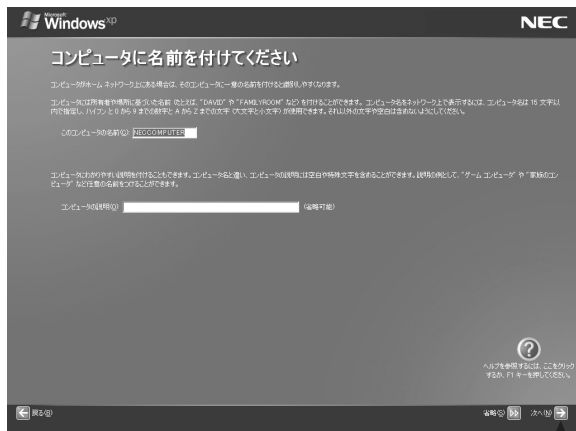 Microsoft
Windows xp
NEC
コンピュータに名前を付けてください
コンピュータがホーム ネットワーク上にある場合は、そのコンピュータに一意の名前を付けると識別しやすくなります。
コンピュータには所有者や場所に基づいた名前 (たとえば、"DAVID" や "FAMILYROOM" など) を付けることができます。コンピュータ名をネットワーク上で表示するには、コンピュータ名は 15 文字以
内で指定し、ハイフンと 0 から 9 までの数字と A から Z までの文字 (大文字と小文字) が使用できます。それ以外の文字や空白は含めないようにしてください。
このコンピュータの名前(C) NECCOMPUTER
コンピュータにわかりやすい説明を付けることもできます。コンピュータ名と違い、コンピュータの説明には空白や特殊文字を含めることができます。説明の例として、"ゲーム コンピュータ" や "家族のコン
ピュータ" など任意の名前をつけることができます。
コンピュータの説明(O) (省略可能)
ヘルプを参照するには、ここをクリック
するか、F1 キーを押してください。
戻る(B)
省略(S)
次へ(N)